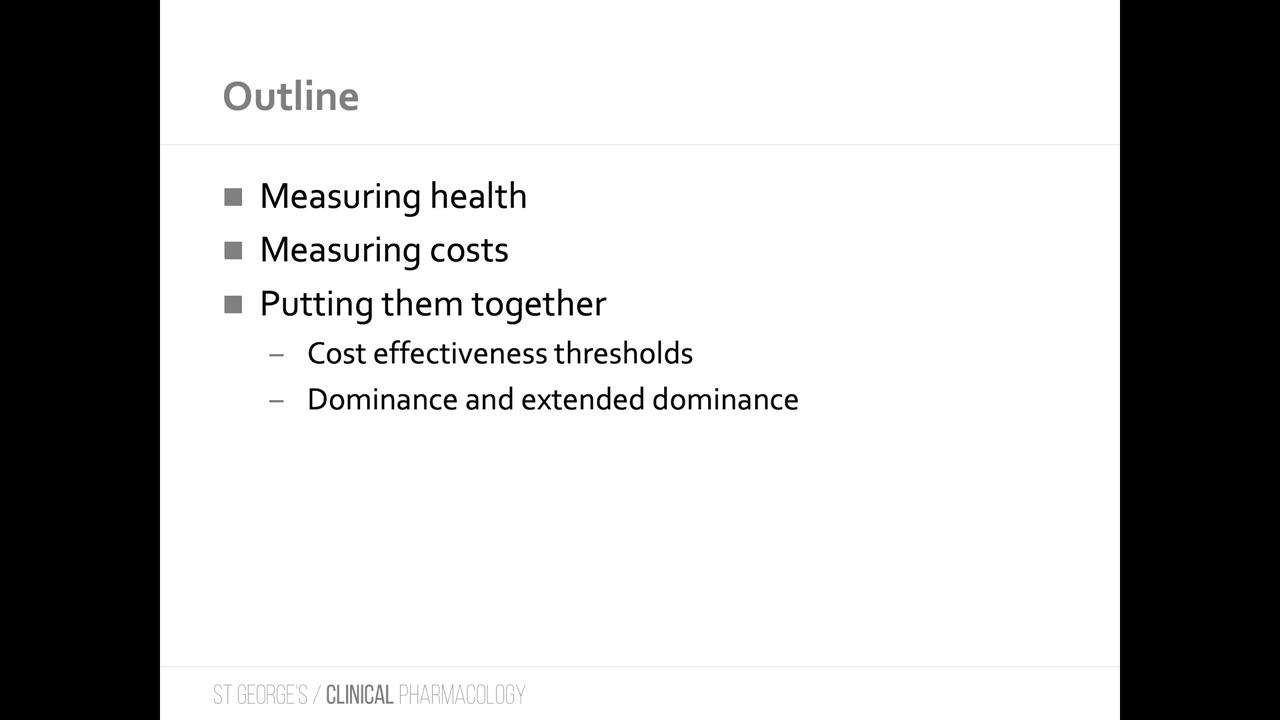 Outline
Measuring health
Measuring costs
Putting them together
– Cost effectiveness thresholds
– Dominance and extended dominance
ST GEORGE'S / CLINICAL PHARMACOLOGY